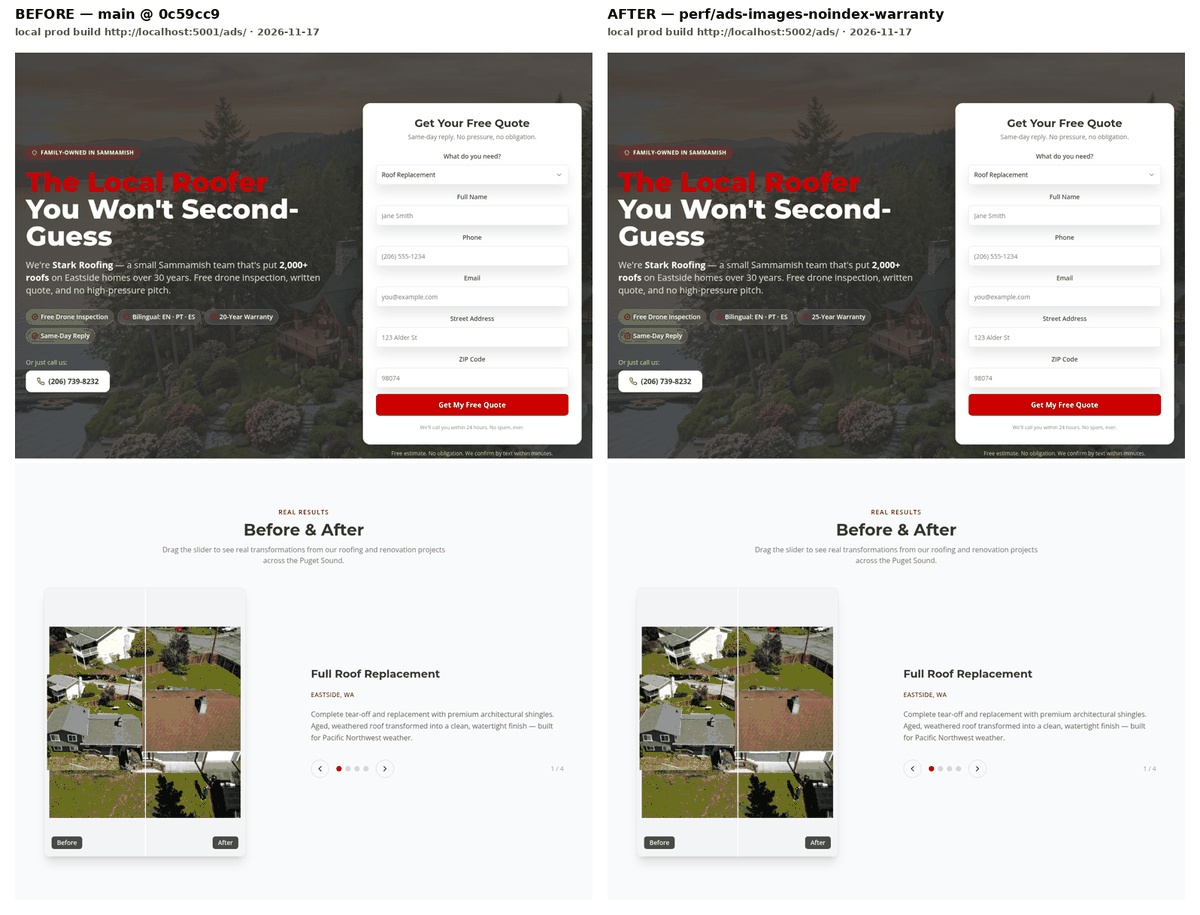 BEFORE — main @ 0c59cc9
local prod build http://localhost:5001/ads/ · 2026-11-17
FAMILY-OWNED IN SAMMAMISH
The Local Roofer
You Won't Second-
Guess
We're Stark Roofing — a small Sammamish team that's put 2,000+
roofs on Eastside homes over 30 years. Free drone inspection, written
quote, and no high-pressure pitch.
Free Drone Inspection
Bilingual: EN · PT · ES
20-Year Warranty
Same-Day Reply
Or just call us:
(206) 739-8232
Get Your Free Quote
Same-day reply. No pressure, no obligation.
What do you need?
Roof Replacement
Full Name
Jane Smith
Phone
(206) 555-1234
Email
you@example.com
Street Address
123 Alder St
ZIP Code
98074
Get My Free Quote
We'll call you within 24 hours. No spam, ever.
Free estimate. No obligation. We confirm by text within minutes.
REAL RESULTS
Before & After
Drag the slider to see real transformations from our roofing and renovation projects
across the Puget Sound.
Before
After
Full Roof Replacement
EASTSIDE, WA
Complete tear-off and replacement with premium architectural shingles.
Aged, weathered roof transformed into a clean, watertight finish — built
for Pacific Northwest weather.
1 / 4
AFTER — perf/ads-images-noindex-warranty
local prod build http://localhost:5002/ads/ · 2026-11-17
FAMILY-OWNED IN SAMMAMISH
The Local Roofer
You Won't Second-
Guess
We're Stark Roofing — a small Sammamish team that's put 2,000+
roofs on Eastside homes over 30 years. Free drone inspection, written
quote, and no high-pressure pitch.
Free Drone Inspection
Bilingual: EN · PT · ES
25-Year Warranty
Same-Day Reply
Or just call us:
(206) 739-8232
Get Your Free Quote
Same-day reply. No pressure, no obligation.
What do you need?
Roof Replacement
Full Name
Jane Smith
Phone
(206) 555-1234
Email
you@example.com
Street Address
123 Alder St
ZIP Code
98074
Get My Free Quote
We'll call you within 24 hours. No spam, ever.
Free estimate. No obligation. We confirm by text within minutes.
REAL RESULTS
Before & After
Drag the slider to see real transformations from our roofing and renovation projects
across the Puget Sound.
Before
After
Full Roof Replacement
EASTSIDE, WA
Complete tear-off and replacement with premium architectural shingles.
Aged, weathered roof transformed into a clean, watertight finish — built
for Pacific Northwest weather.
1 / 4